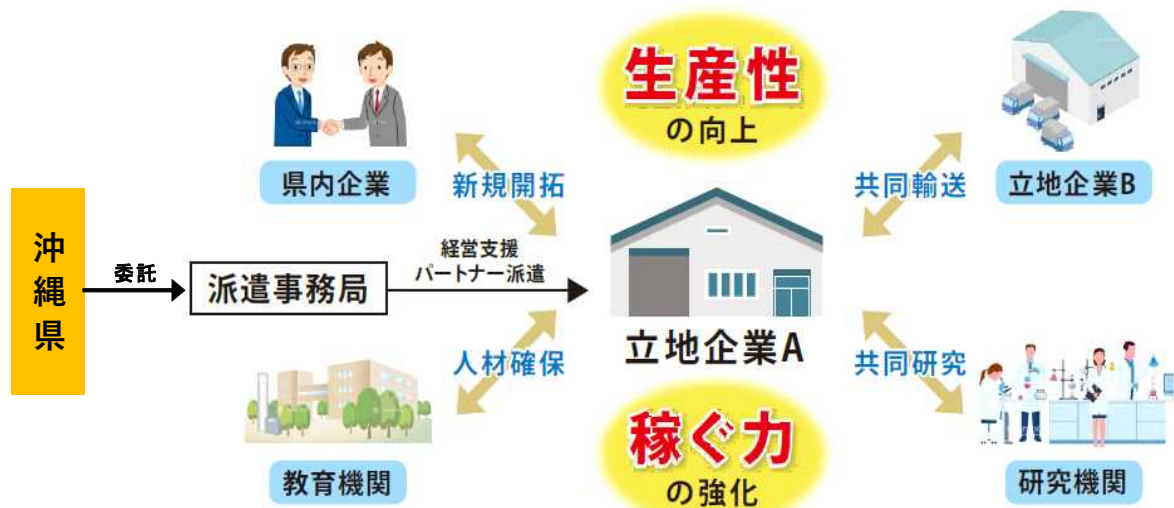 生産性
の向上
県内企業
新規開拓
共同輸送
立地企業B
沖縄県
委託
派遣事務局
経営支援
パートナー派遣
立地企業A
人材確保
共同研究
教育機関
稼ぐ力
の強化
研究機関